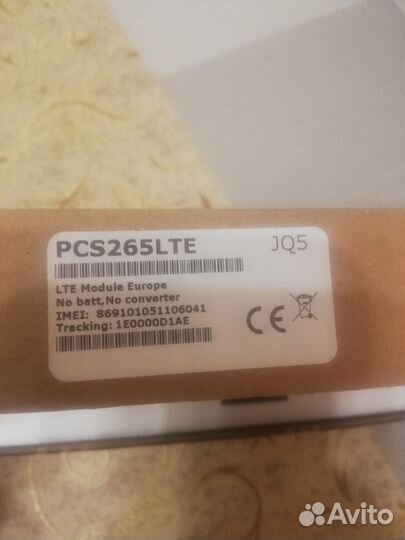 PCS265LTE
JQ5
LTE Module Europe
No batt,No converter
IMEI: 869101051106041
Tracking: 1E0000D1AE
CE
Avito